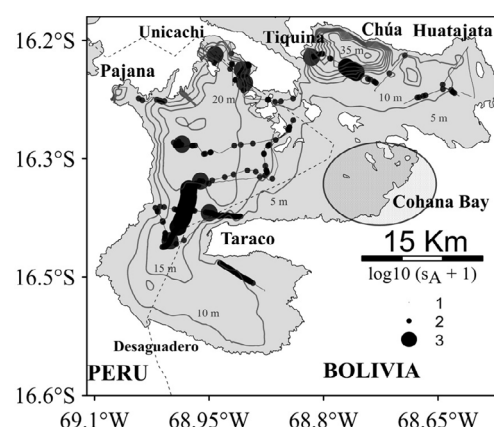 Unicachi
Tiquina
Chúa
Huatajata
16.2°S
Pajana
35 m
20 m
10 m
5 m
16.3°S
Cohana Bay
5 m
Taraco
15 Km
16.5°S
15 m
log10 (sA + 1)
10 m
1
2
3
Desaguadero
PERU
BOLIVIA
16.6°S
69.1°W
68.95°W
68.8°W
68.65°W